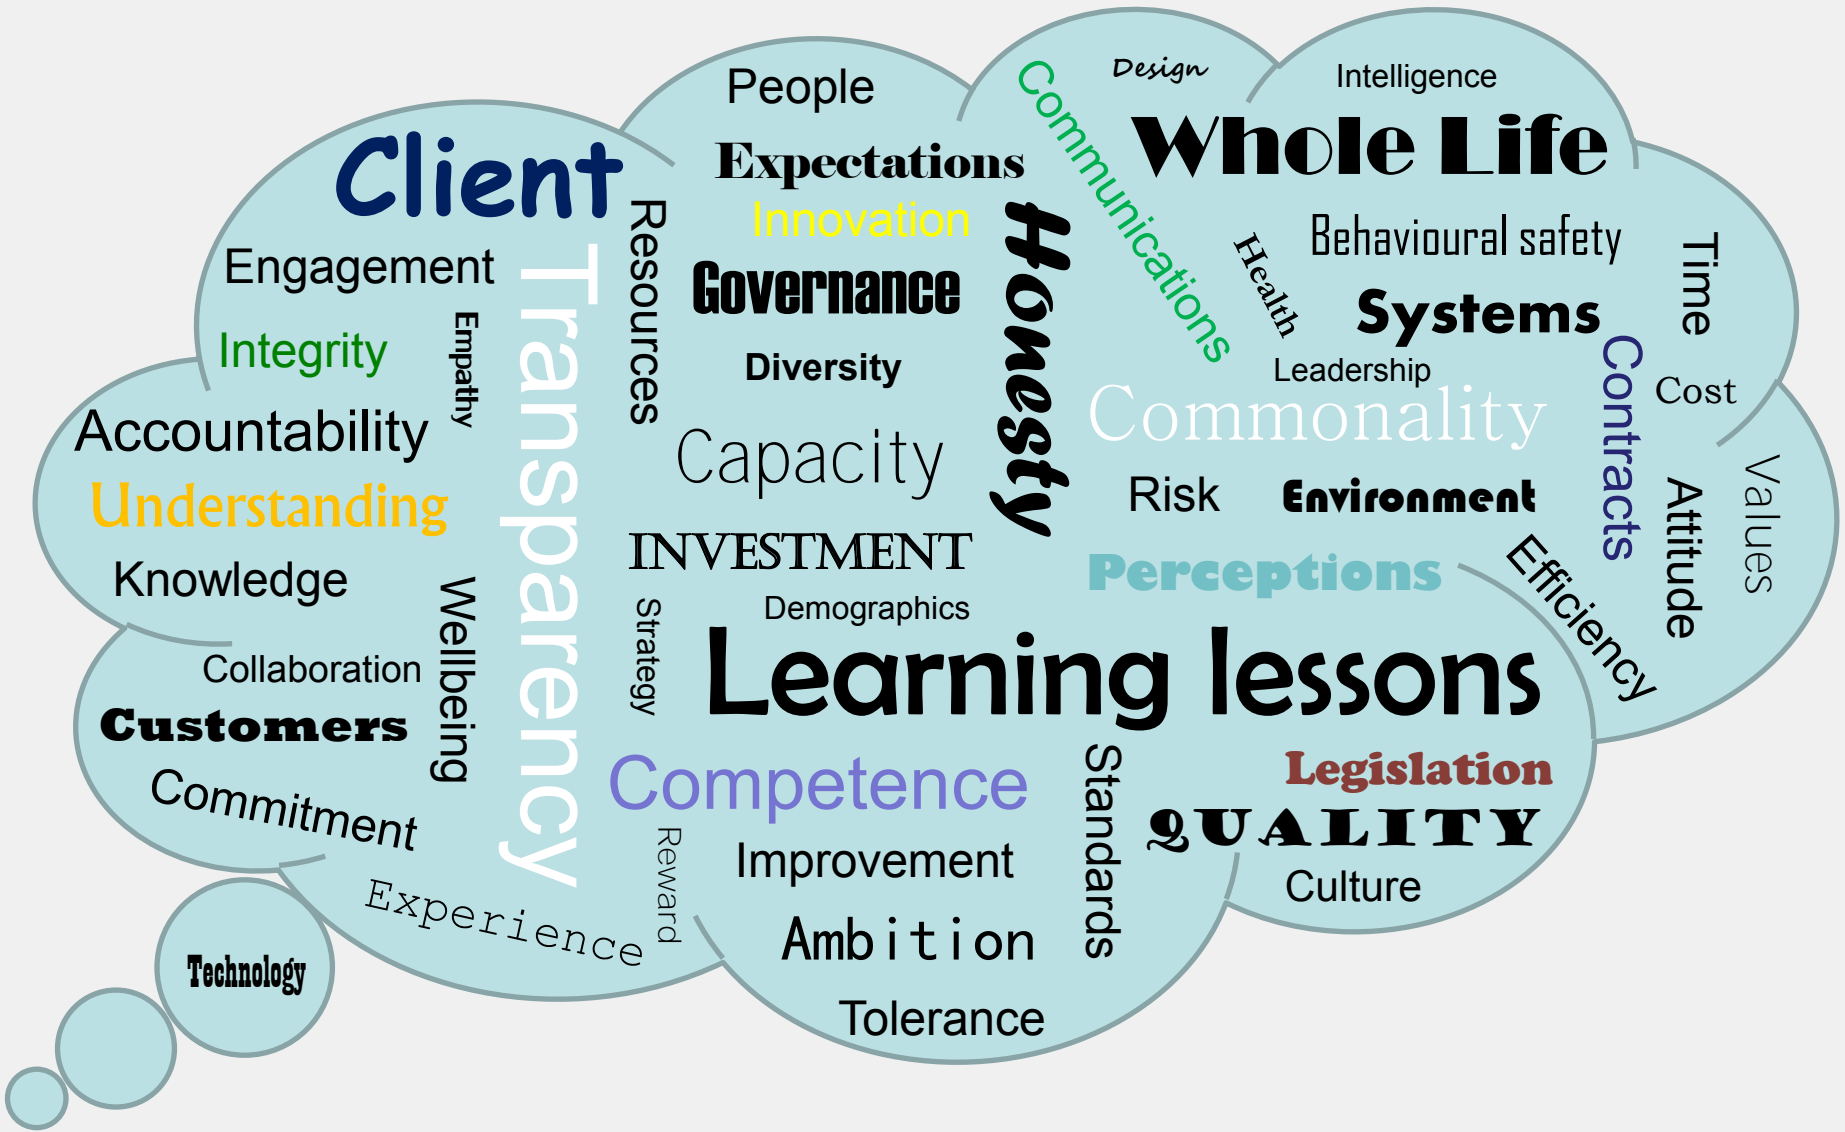 Design
People
Intelligence
Communications
Whole Life
Client
Expectations
Resources
Innovation
Honesty
Behavioural safety
Health
Time
Engagement
Transparency
Governance
Systems
Integrity
Empathy
Diversity
Leadership
Contracts
Cost
Accountability
Capacity
Commonality
Understanding
Risk
Environment
Attitude
Values
INVESTMENT
Knowledge
Perceptions
Efficiency
Wellbeing
Strategy
Demographics
Collaboration
Learning lessons
Customers
Competence
Standards
Legislation
Commitment
QUALITY
Reward
Improvement
Culture
Experience
Ambition
Technology
Tolerance